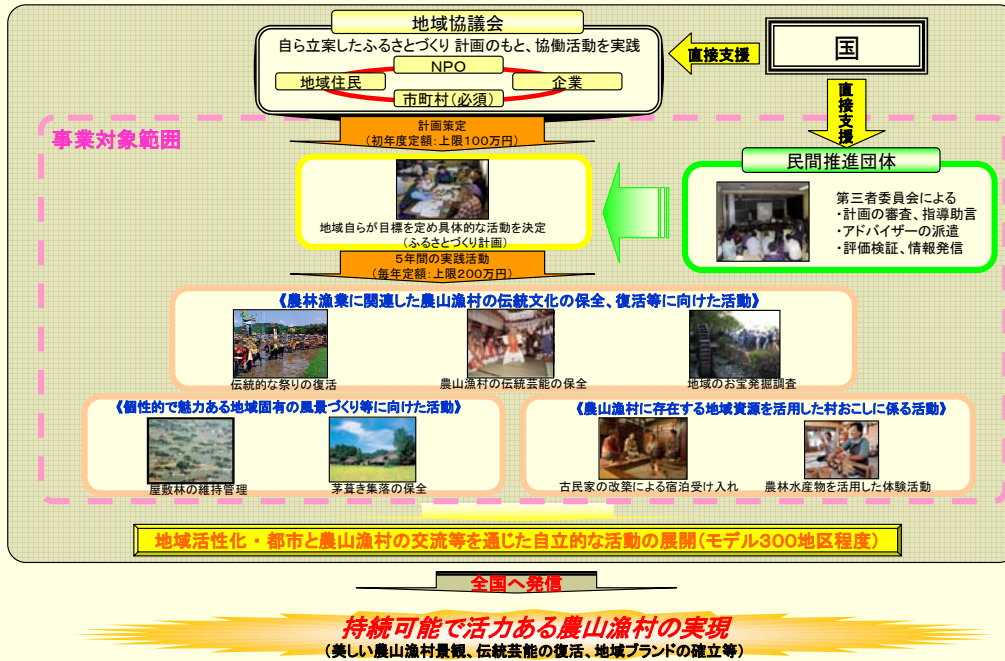 地域協議会
自ら立案したふるさとづくり 計画のもと、協働活動を実践
NPO
地域住民
企業
市町村(必須)
直接支援
国
直接支援
事業対象範囲
計画策定
(初年度定額:上限100万円)
地域自らが目標を定め具体的な活動を決定
(ふるさとづくり計画)
民間推進団体
第三者委員会による
・計画の審査、指導助言
・アドバイザーの派遣
・評価検証、情報発信
5年間の実践活動
(毎年定額:上限200万円)
《農林漁業に関連した農山漁村の伝統文化の保全、復活等に向けた活動》
伝統的な祭りの復活
農山漁村の伝統芸能の保全
地域のお宝発掘調査
《個性的で魅力ある地域固有の風景づくり等に向けた活動》
屋敷林の維持管理
茅葺き集落の保全
《農山漁村に存在する地域資源を活用した村おこしに係る活動》
古民家の改築による宿泊受け入れ
農林水産物を活用した体験活動
地域活性化・都市と農山漁村の交流等を通じた自立的な活動の展開(モデル300地区程度)
全国へ発信
持続可能で活力ある農山漁村の実現
(美しい農山漁村景観、伝統芸能の復活、地域ブランドの確立等)